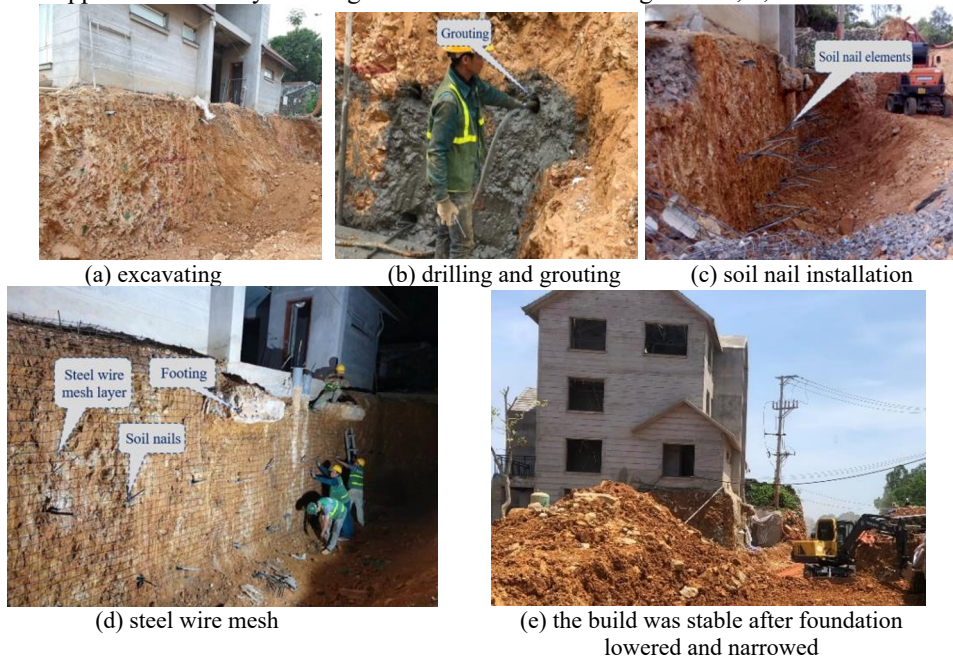 (a) excavating
Grouting
(b) drilling and grouting
Soil nail elements
(c) soil nail installation
Steel wire
mesh layer
Footing
Soil nails
(d) steel wire mesh
(e) the build was stable after foundation
lowered and narrowed